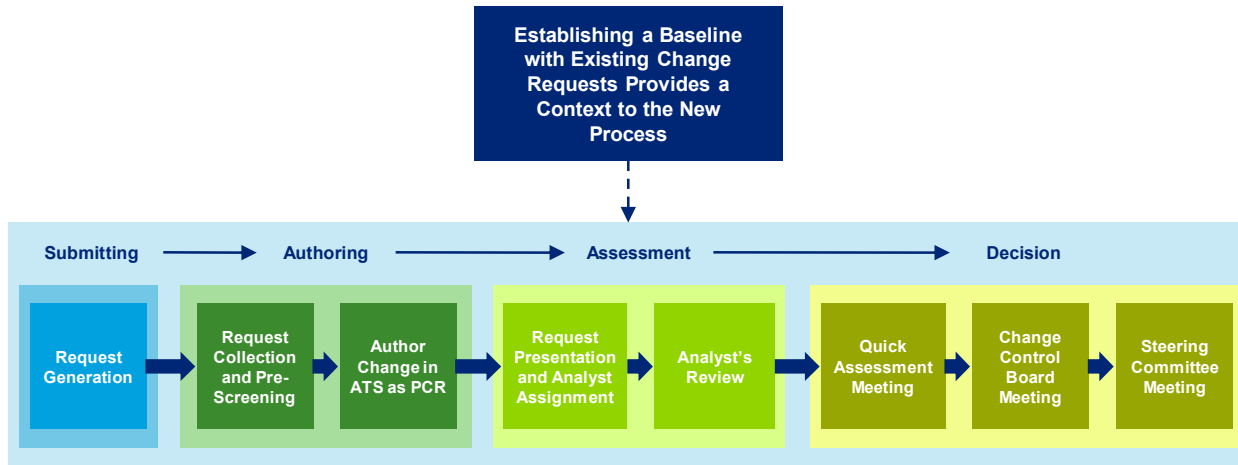 Establishing a Baseline
with Existing Change
Requests Provides a
Context to the New
Process
Submitting
Authoring
Assessment
Decision
Request
Generation
Request
Collection
and Pre-
Screening
Author
Change in
ATS as PCR
Request
Presentation
and Analyst
Assignment
Analyst's
Review
Quick
Assessment
Meeting
Change
Control
Board
Meeting
Steering
Committee
Meeting